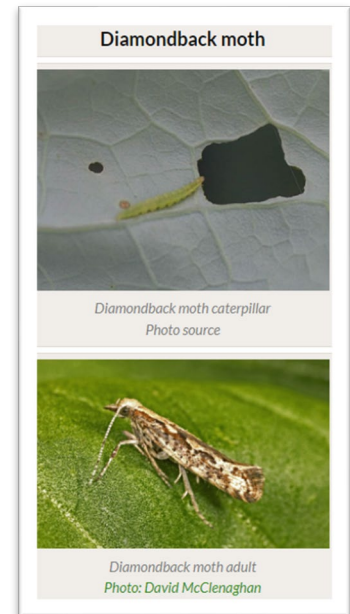 Diamondback moth
Diamondback moth caterpillar
Photo source
Diamondback moth adult
Photo: David McClenaghan